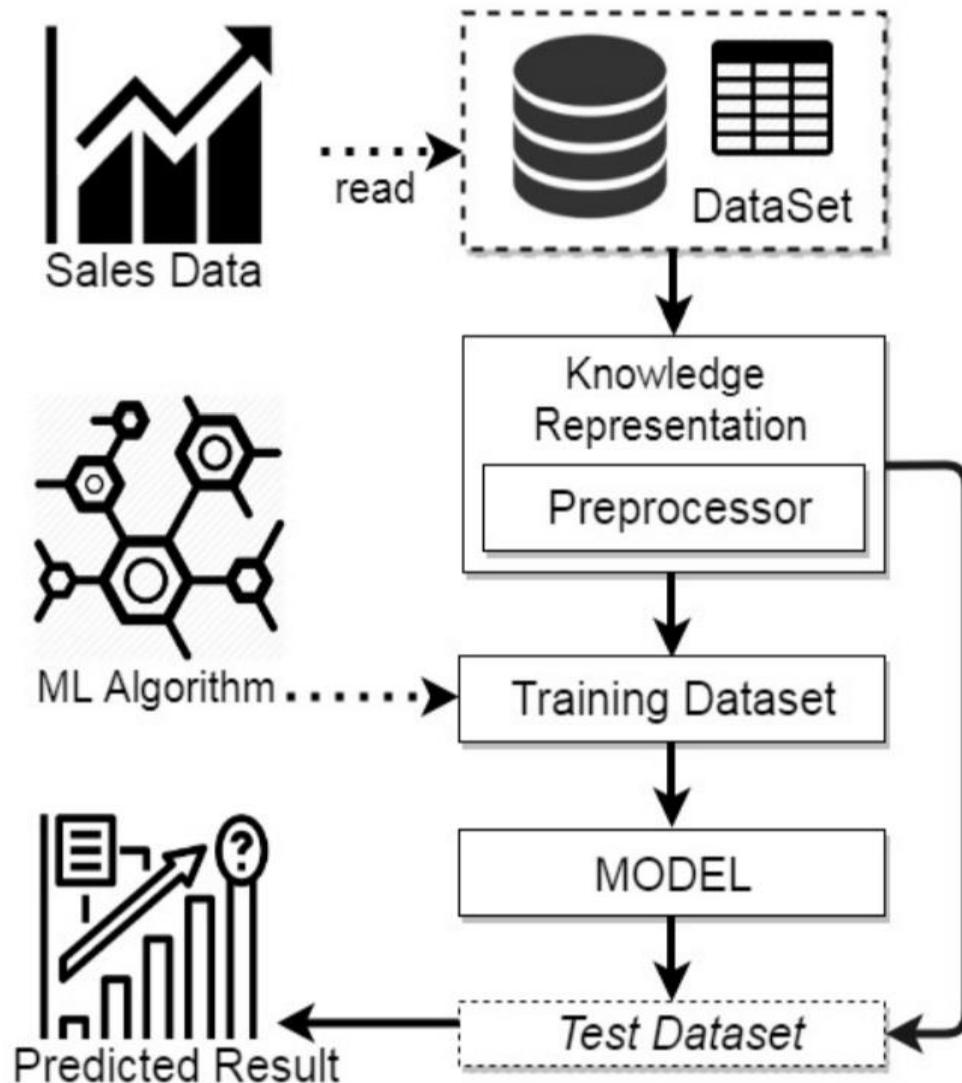 Sales Data
read
DataSet
Knowledge
Representation
Preprocessor
ML Algorithm
Training Dataset
MODEL
?
Test Dataset
Predicted Result